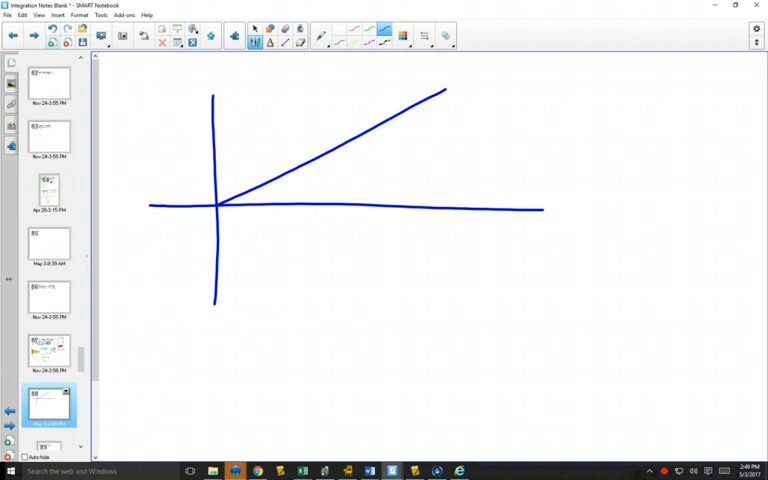 Integration Notes Blank * - SMART Notebook
File Edit View Insert Format Tools Add-ons Help
82
Nov 24-3:55 PM
83
Nov 24-3:55 PM
84
Apr 28-3:15 PM
85
May 3-8:39 AM
86
Nov 24-3:55 PM
87
Nov 24-3:56 PM
88
May 3-2:48 PM
89
Auto-hide
Search the web and Windows
2:49 PM
5/3/2017